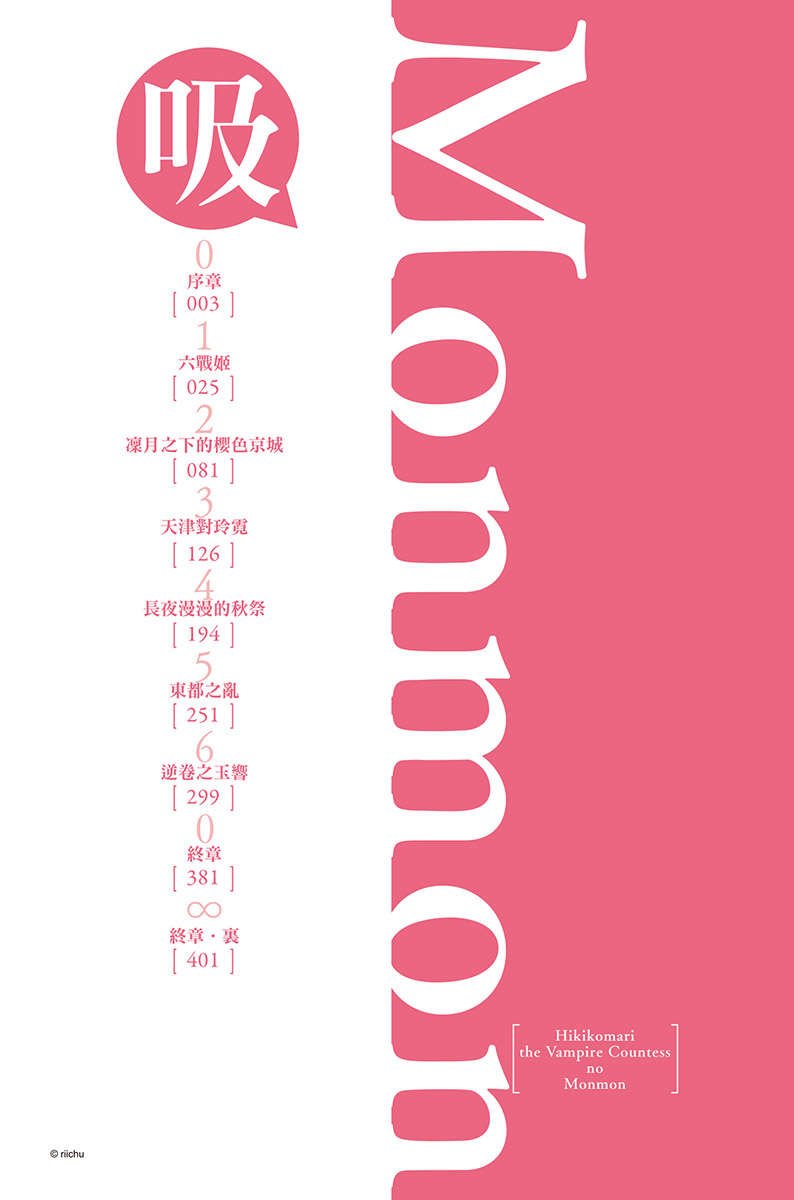 吸
0
序章
[ 003 ]
1
六戰姬
[ 025 ]
2
凜月之下的櫻色京城
[ 081 ]
3
天津對玲霓
[ 126 ]
4
長夜漫漫的秋祭
[ 194 ]
5
東都之亂
[ 251 ]
6
逆卷之玉響
[ 299 ]
0
終章
[ 381 ]
∞
終章・裏
[ 401 ]
Monmon
Hikikomari
the Vampire Countess
no
Monmon
© riichu